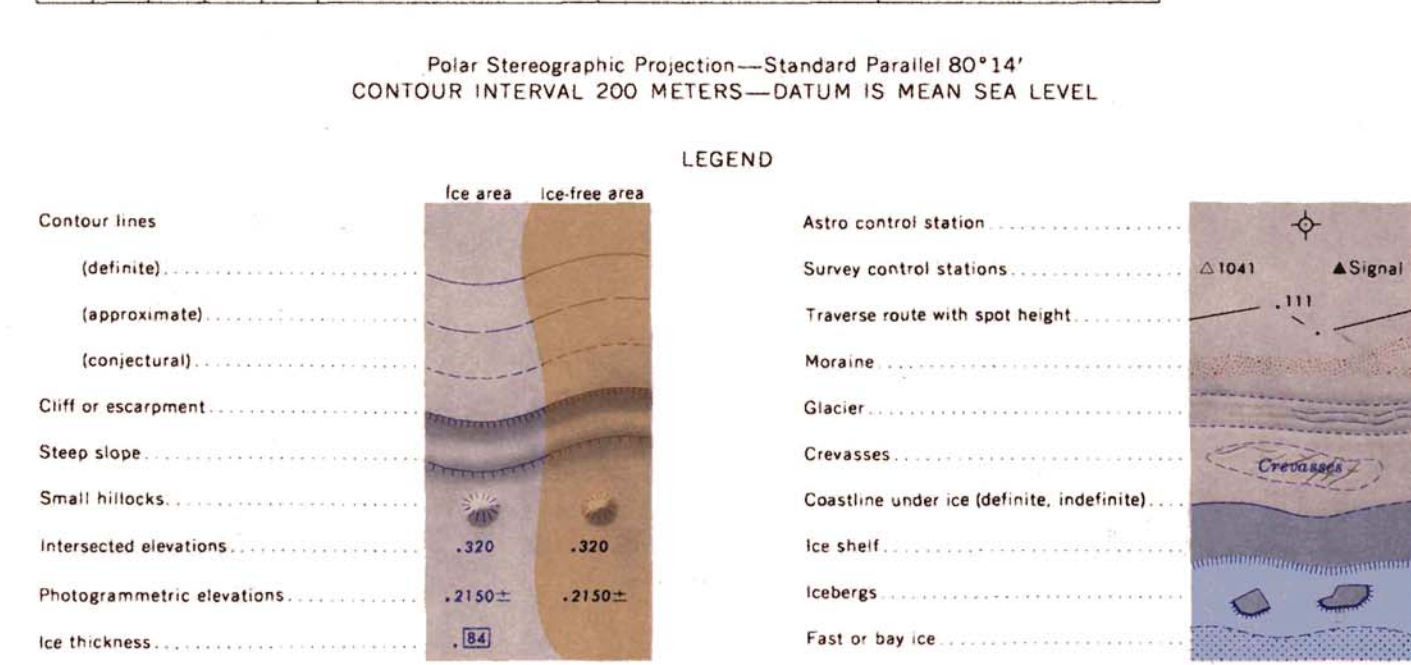 Polar Stereographic Projection—Standard Parallel 80°14′
CONTOUR INTERVAL 200 METERS—DATUM IS MEAN SEA LEVEL
LEGEND
Ice area Ice-free area
Contour lines
(definite)
(approximate)
(conjectural)
Cliff or escarpment
Steep slope
Small hillocks
Intersected elevations .320 .320
Photogrammetric elevations .2150± .2150±
Ice thickness .84
Astro control station
Survey control stations 1041 Signal
Traverse route with spot height .111
Moraine
Glacier
Crevasses Crevasses
Coastline under ice (definite, indefinite)
Ice shelf
Icebergs
Fast or bay ice